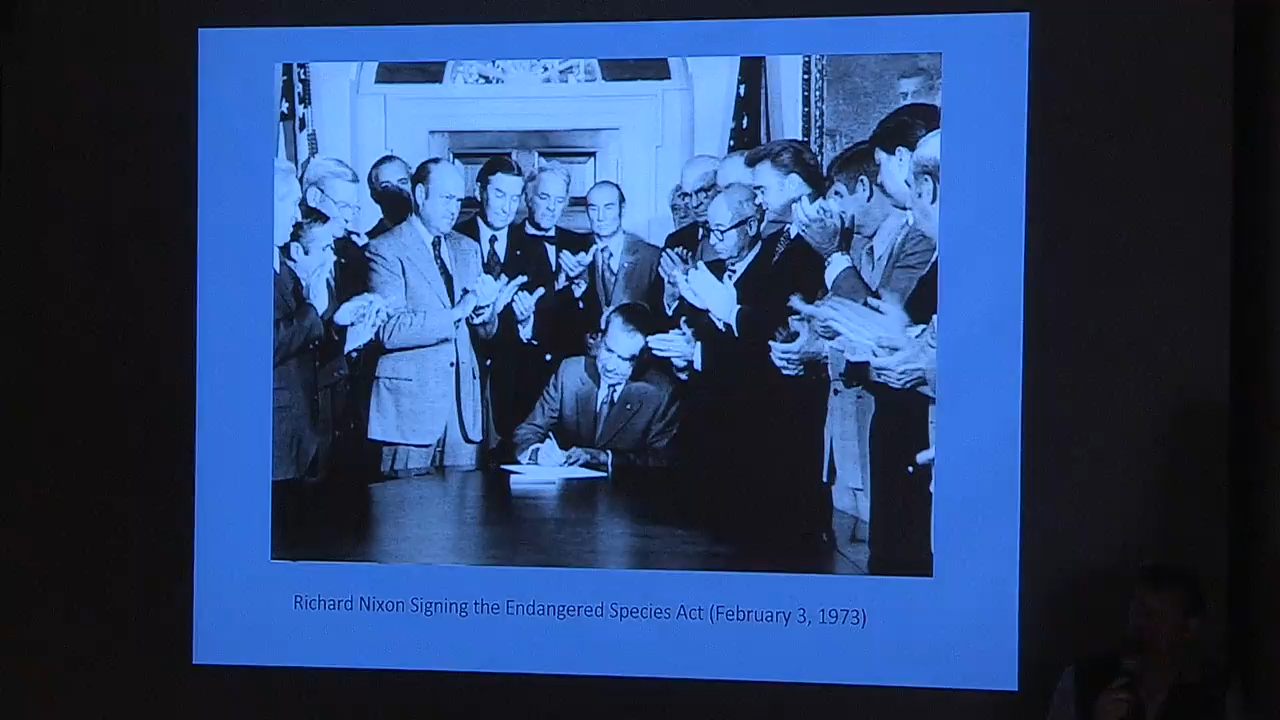 Richard Nixon Signing the Endangered Species Act (February 3, 1973)